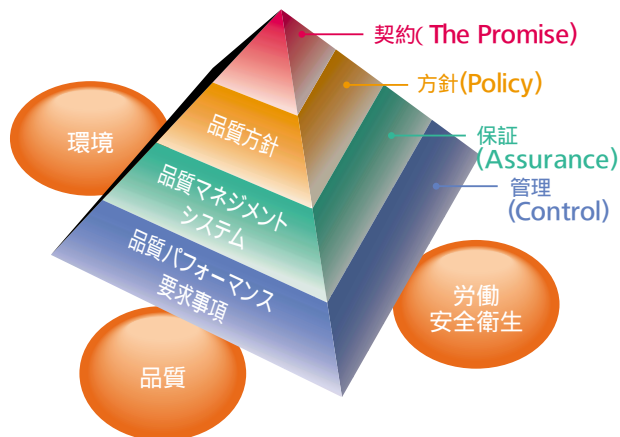 契約( The Promise)
方針(Policy)
保証
(Assurance)
管理
(Control)
品質方針
品質マネジメント
システム
品質パフォーマンス
要求事項
環境
労働
安全衛生
品質